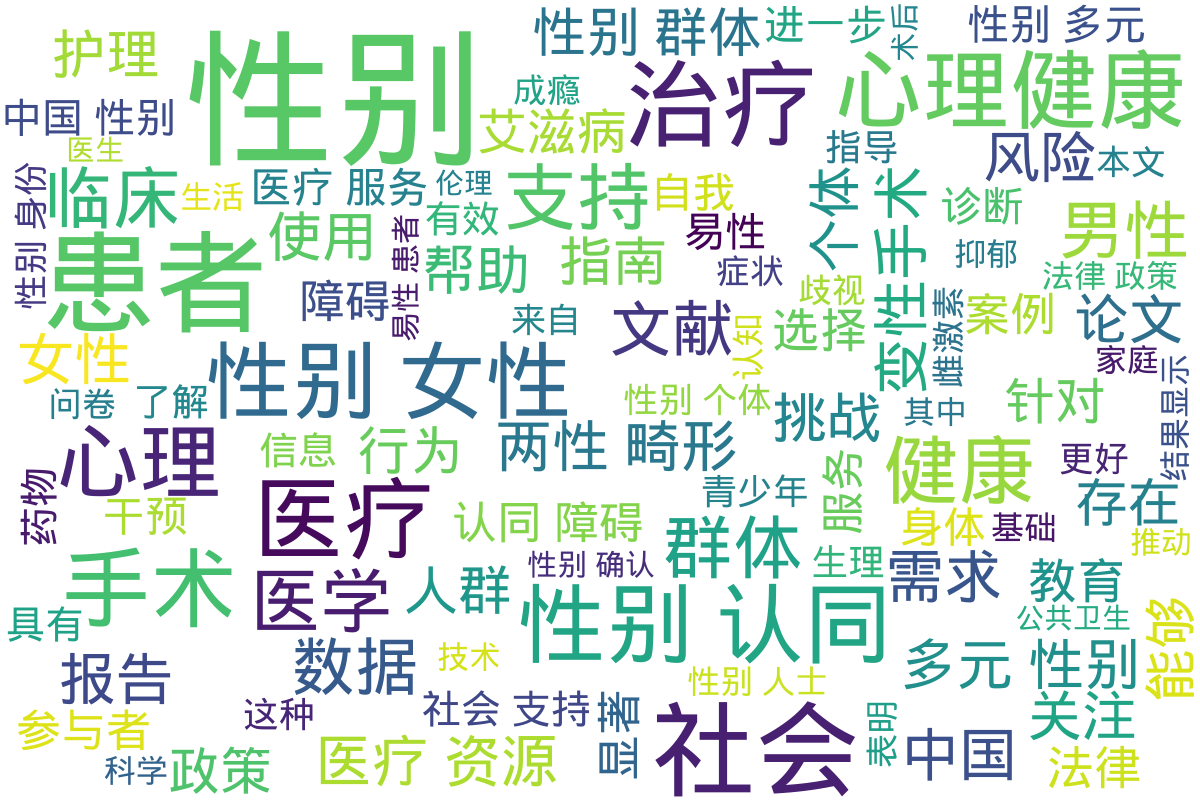 护理
性别
性别 群体
进一步
术后
性别 多元
中国 性别
成瘾
治疗
心理健康
医生
艾滋病
指导
风险
本文
性别 身份
临床
生活
医疗 服务
伦理
支持
自我
个体
变性手术
诊断
男性
患者
使用
易性 患者
有效
帮助
指南
易性
症状
抑郁
法律 政策
障碍
来自
文献
歧视
选择
雌激素
案例
论文
女性
性别 女性
认知
家庭
问卷
了解
性别 个体
挑战
其中
针对
结果显示
心理
信息
行为
两性 畸形
健康
更好
药物
干预
医疗
认同 障碍
青少年
服务
身体
基础
存在
推动
手术
医学
人群
性别 确认
群体
生理
需求
教育
具有
性别 认同
公共卫生
能够
报告
数据
技术
性别 人士
多元 性别
参与者
这种
社会 支持
显著
社会
表明
中国
关注
科学
政策
医疗 资源
法律